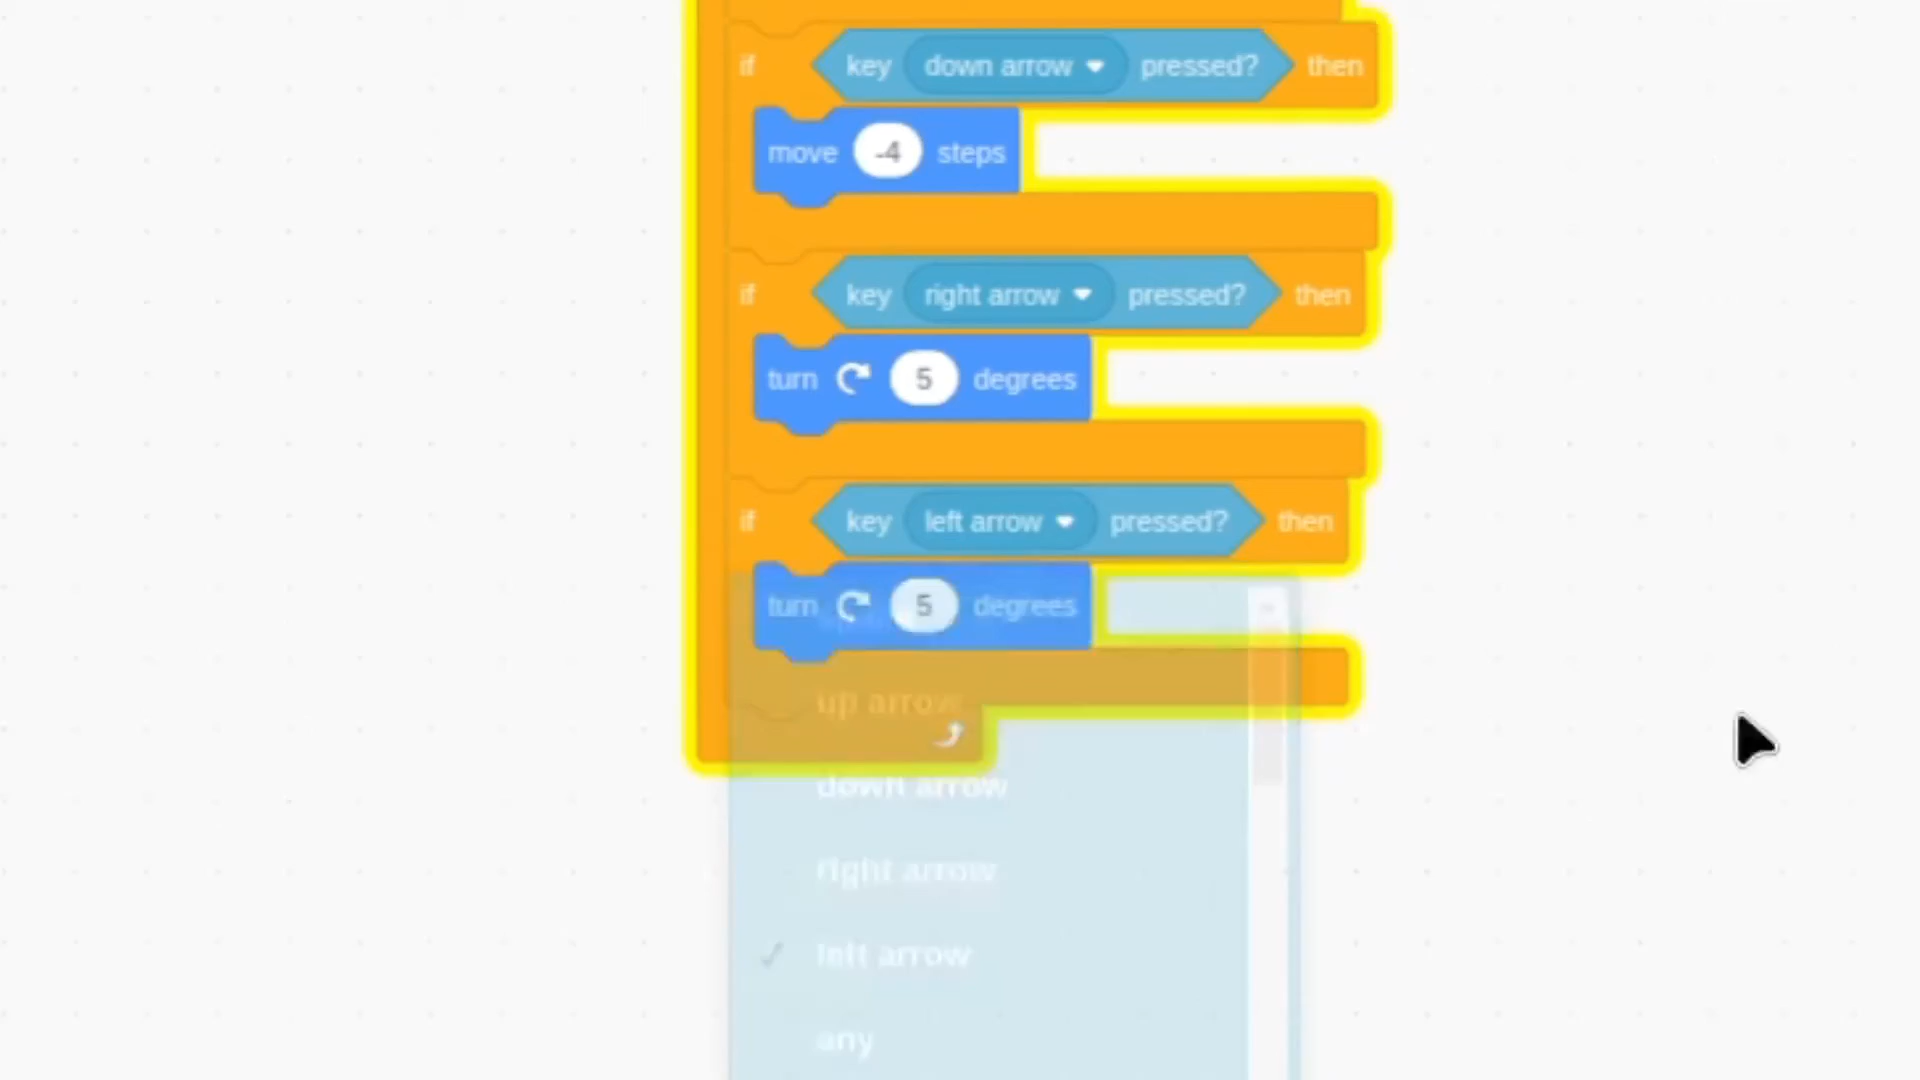 if key down arrow pressed? then
move -4 steps
if key right arrow pressed? then
turn 5 degrees
if key left arrow pressed? then
turn 5 degrees
up arrow
down arrow
right arrow
left arrow
any